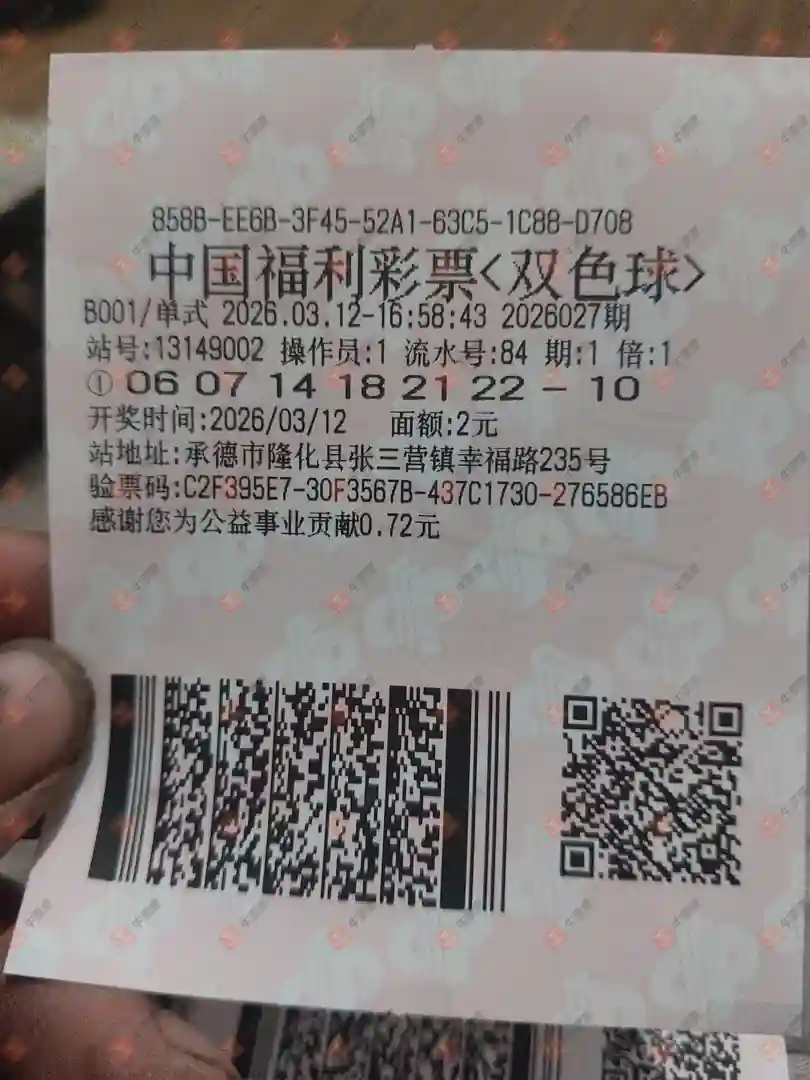 858B-EE6B-3F45-52A1-63C5-1C88-D708
中国福利彩票<双色球>
B001/单式 2026.03.12-16:58:43 2026027期
站号:13149002 操作员:1 流水号:84 期:1 倍:1
① 06 07 14 18 21 22 - 10
开奖时间:2026/03/12 面额:2元
站地址:承德市隆化县张三营镇幸福路235号
验票码:C2F395E7-30F3567B-437C1730-276586EB
感谢您为公益事业贡献0.72元